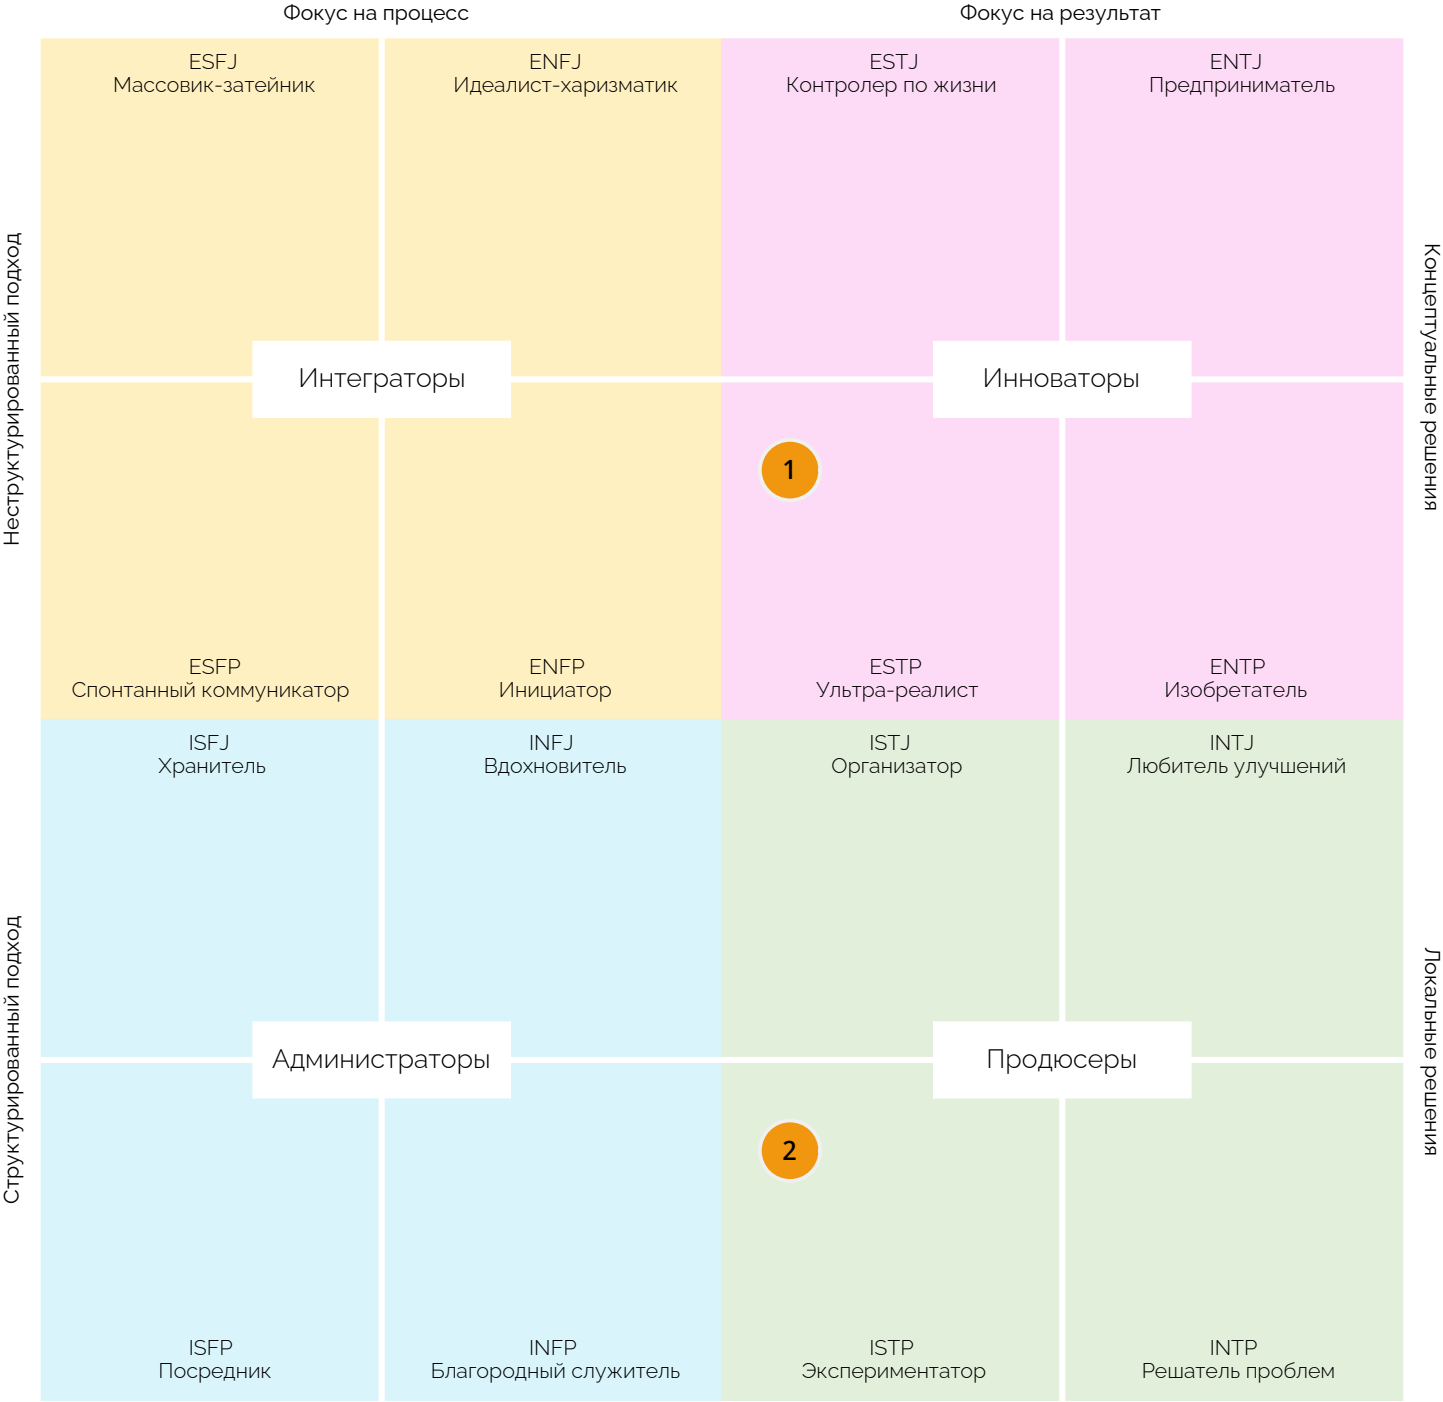 Фокус на процесс
Фокус на результат
ESFJ
Массовик-затейник
ENFJ
Идеалист-харизматик
ESTJ
Контролер по жизни
ENTJ
Предприниматель
Неструктурированный подход
Концептуальные решения
Интеграторы
Инноваторы
1
ESFP
Спонтанный коммуникатор
ENFP
Инициатор
ESTP
Ультра-реалист
ENTP
Изобретатель
ISFJ
Хранитель
INFJ
Вдохновитель
ISTJ
Организатор
INTJ
Любитель улучшений
Структурированный подход
Локальные решения
Администраторы
Продюсеры
2
ISFP
Посредник
INFP
Благородный служитель
ISTP
Экспериментатор
INTP
Решатель проблем